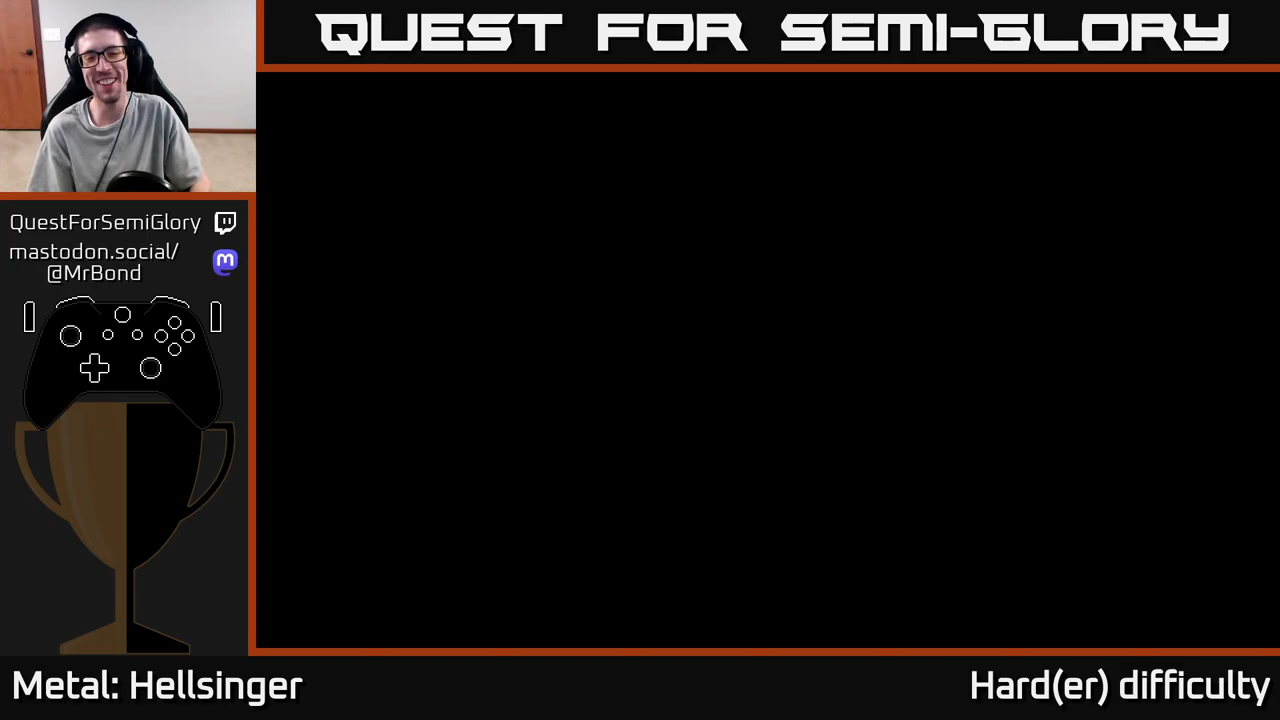 QUEST FOR SEMI-GLORY
QuestForSemiGlory
mastodon.social/
@MrBond
Metal: Hellsinger
Hard(er) difficulty